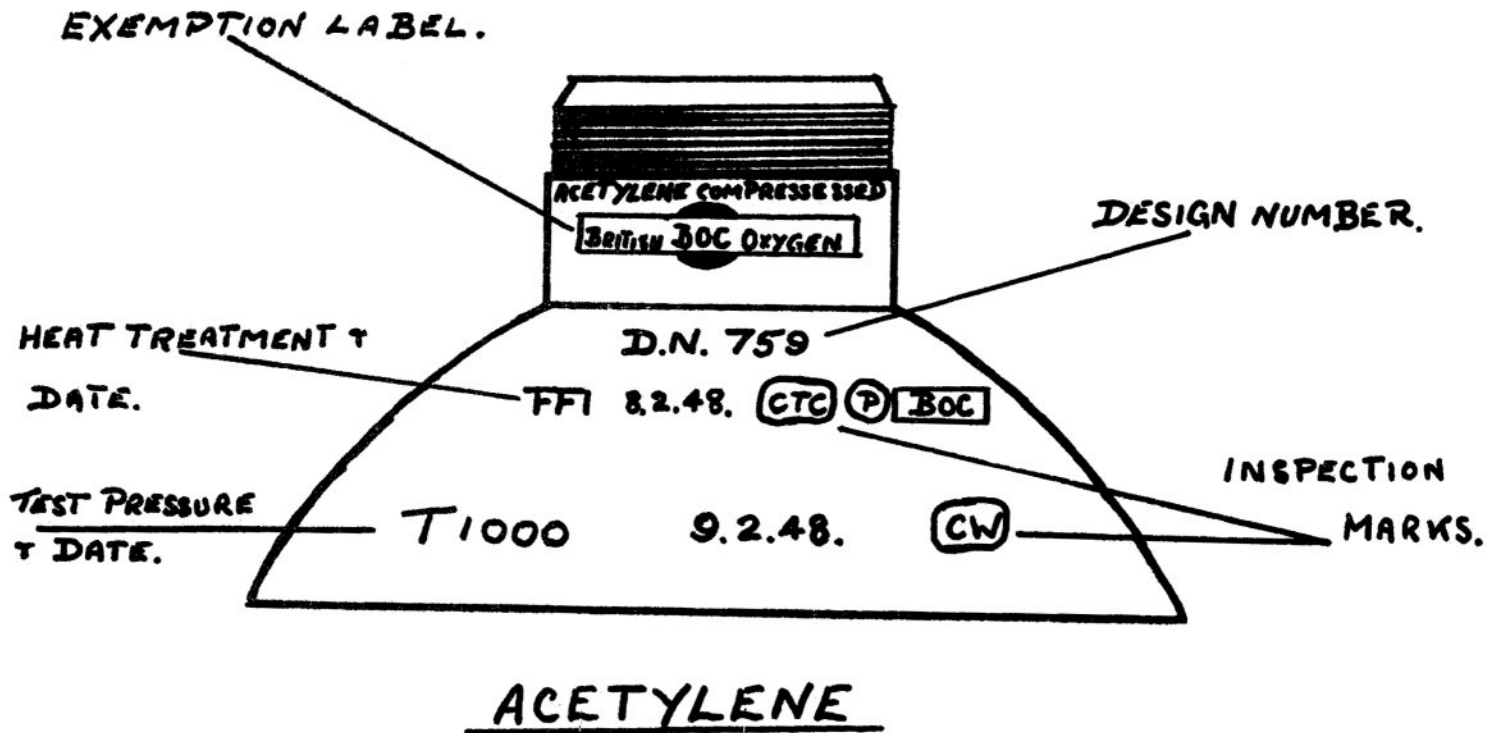 EXEMPTION LABEL.
ACETYLENE COMPRESSESSED
BRITISH BOC OXYGEN
DESIGN NUMBER.
HEAT TREATMENT &
DATE.
D.N. 759
FFI 8.2.48. CTC P BOC
INSPECTION
MARKS.
TEST PRESSURE
& DATE.
T1000 9.2.48. CW
ACETYLENE